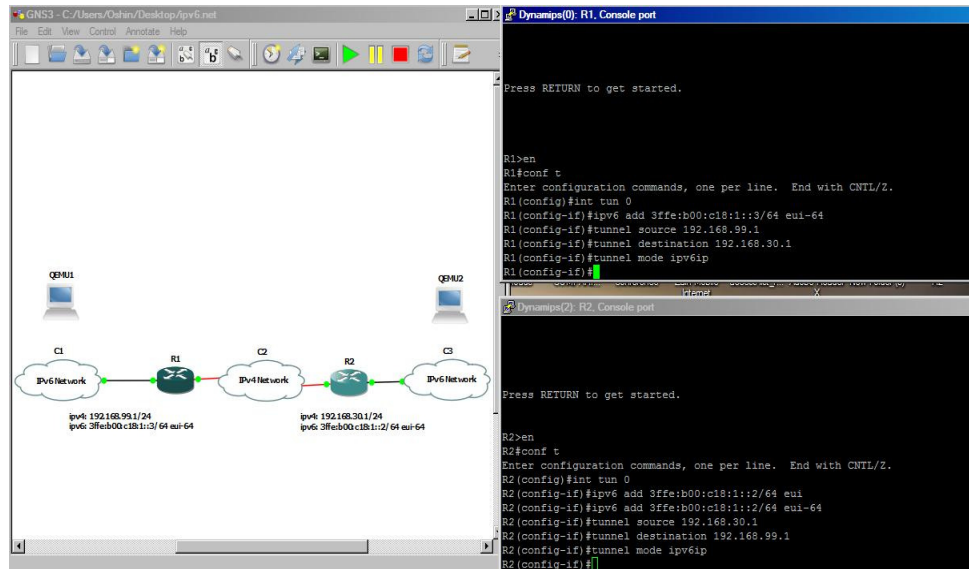 GNS3 - C:/Users/Oshin/Desktop/ipv6.net
File Edit View Control Annotate Help
QEMU1
QEMU2
C1
R1
C2
R2
C3
IPv6 Network
IPv4 Network
IPv6 Network
ipv4: 192.168.99.1/24
ipv6: 3ffe:b00:c18:1::3/64 eui-64
ipv4: 192.168.30.1/24
ipv6: 3ffe:b00:c18:1::2/64 eui-64
Dynamips(0): R1, Console port
Press RETURN to get started.
R1>en
R1#conf t
Enter configuration commands, one per line. End with CNTL/Z.
R1(config)#int tun 0
R1(config-if)#ipv6 add 3ffe:b00:c18:1::3/64 eui-64
R1(config-if)#tunnel source 192.168.99.1
R1(config-if)#tunnel destination 192.168.30.1
R1(config-if)#tunnel mode ipv6ip
R1(config-if)#
Internet
Dynamips(2): R2, Console port
Press RETURN to get started.
R2>en
R2#conf t
Enter configuration commands, one per line. End with CNTL/Z.
R2(config)#int tun 0
R2(config-if)#ipv6 add 3ffe:b00:c18:1::2/64 eui
R2(config-if)#ipv6 add 3ffe:b00:c18:1::2/64 eui-64
R2(config-if)#tunnel source 192.168.30.1
R2(config-if)#tunnel destination 192.168.99.1
R2(config-if)#tunnel mode ipv6ip
R2(config-if)#